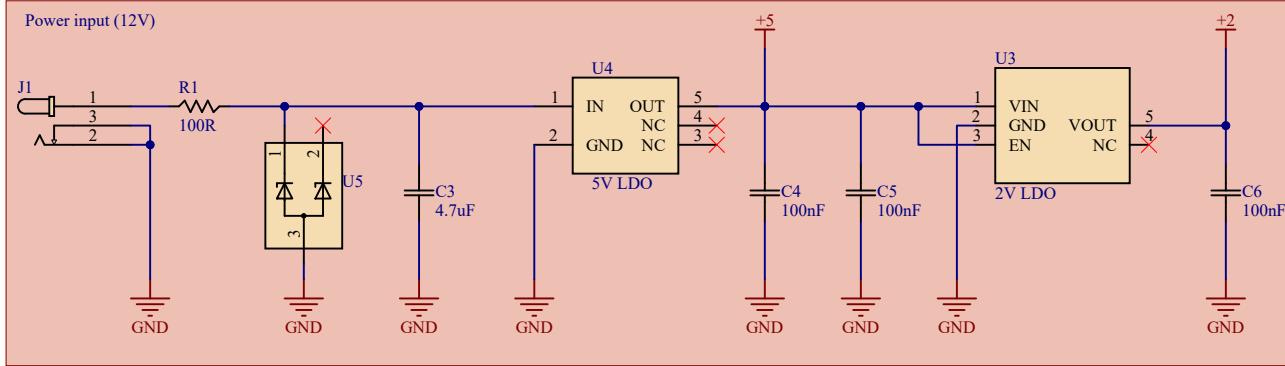 Power input (12V)
+5
+2
J1
1
3
2
R1
100R
1
2
3
U5
C3
4.7uF
U4
1
IN
2
GND
OUT
5
NC
4
NC
3
5V LDO
C4
100nF
C5
100nF
U3
1
VIN
2
GND
3
EN
VOUT
5
NC
4
2V LDO
C6
100nF
GND
GND
GND
GND
GND
GND
GND
GND